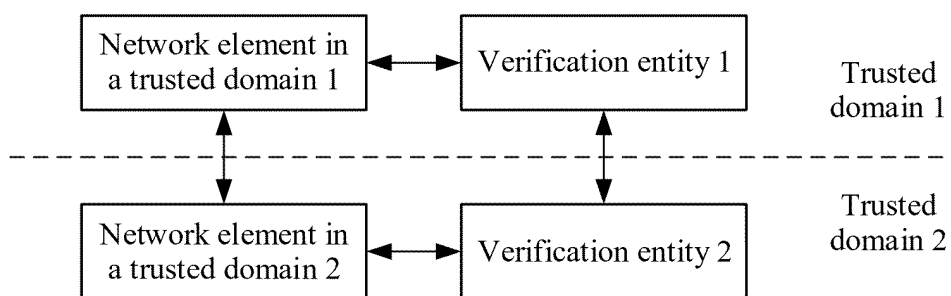 Network element in
a trusted domain 1
Verification entity 1
Trusted
domain 1
Network element in
a trusted domain 2
Verification entity 2
Trusted
domain 2